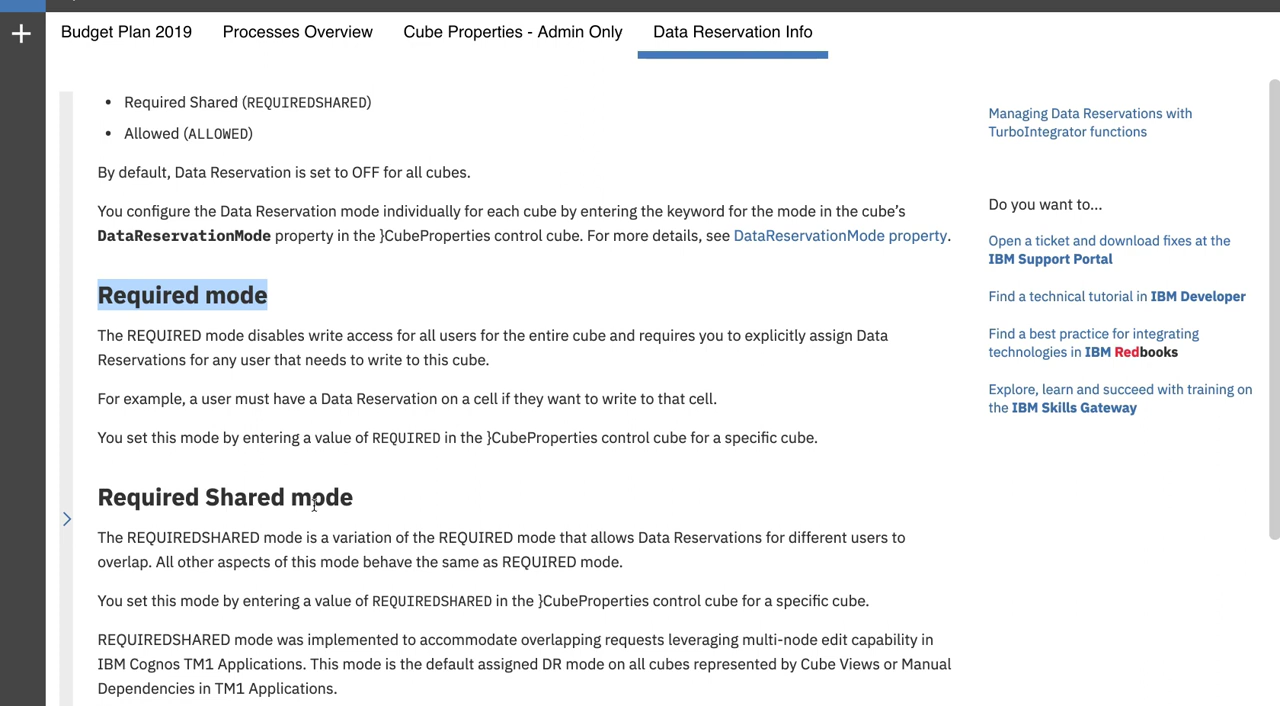 Budget Plan 2019 Processes Overview Cube Properties - Admin Only Data Reservation Info
• Required Shared (REQUIREDSHARED)
• Allowed (ALLOWED)
By default, Data Reservation is set to OFF for all cubes.
You configure the Data Reservation mode individually for each cube by entering the keyword for the mode in the cube's
DataReservationMode property in the }CubeProperties control cube. For more details, see DataReservationMode property.
Required mode
The REQUIRED mode disables write access for all users for the entire cube and requires you to explicitly assign Data
Reservations for any user that needs to write to this cube.
For example, a user must have a Data Reservation on a cell if they want to write to that cell.
You set this mode by entering a value of REQUIRED in the }CubeProperties control cube for a specific cube.
Required Shared mode
The REQUIREDSHARED mode is a variation of the REQUIRED mode that allows Data Reservations for different users to
overlap. All other aspects of this mode behave the same as REQUIRED mode.
You set this mode by entering a value of REQUIREDSHARED in the }CubeProperties control cube for a specific cube.
REQUIREDSHARED mode was implemented to accommodate overlapping requests leveraging multi-node edit capability in
IBM Cognos TM1 Applications. This mode is the default assigned DR mode on all cubes represented by Cube Views or Manual
Dependencies in TM1 Applications.
Managing Data Reservations with
TurboIntegrator functions
Do you want to...
Open a ticket and download fixes at the
IBM Support Portal
Find a technical tutorial in IBM Developer
Find a best practice for integrating
technologies in IBM Redbooks
Explore, learn and succeed with training on
the IBM Skills Gateway